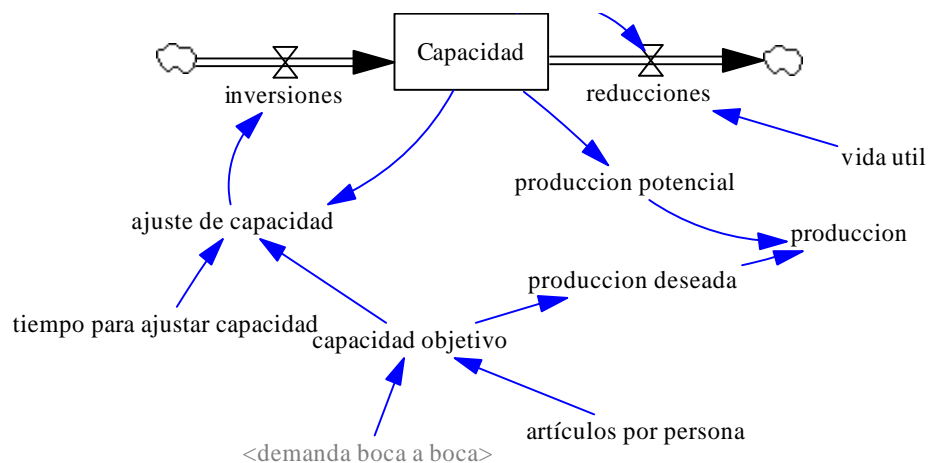 Capacidad
inversiones
reducciones
vida util
produccion potencial
ajuste de capacidad
produccion
produccion deseada
tiempo para ajustar capacidad
capacidad objetivo
artículos por persona
<demanda boca a boca>